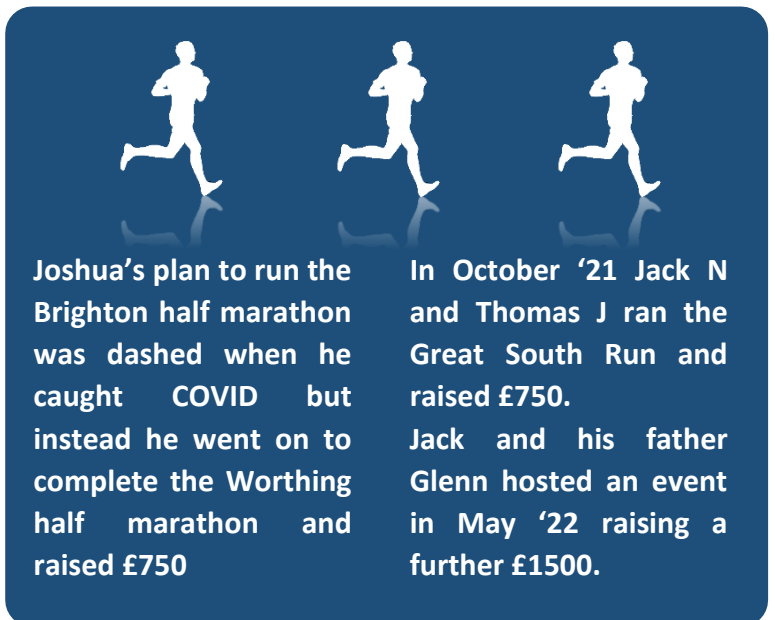 Joshua’s plan to run the
Brighton half marathon
was dashed when he
caught COVID but
instead he went on to
complete the Worthing
half marathon and
raised £750
In October ‘21 Jack N
and Thomas J ran the
Great South Run and
raised £750.
Jack and his father
Glenn hosted an event
in May ‘22 raising a
further £1500.